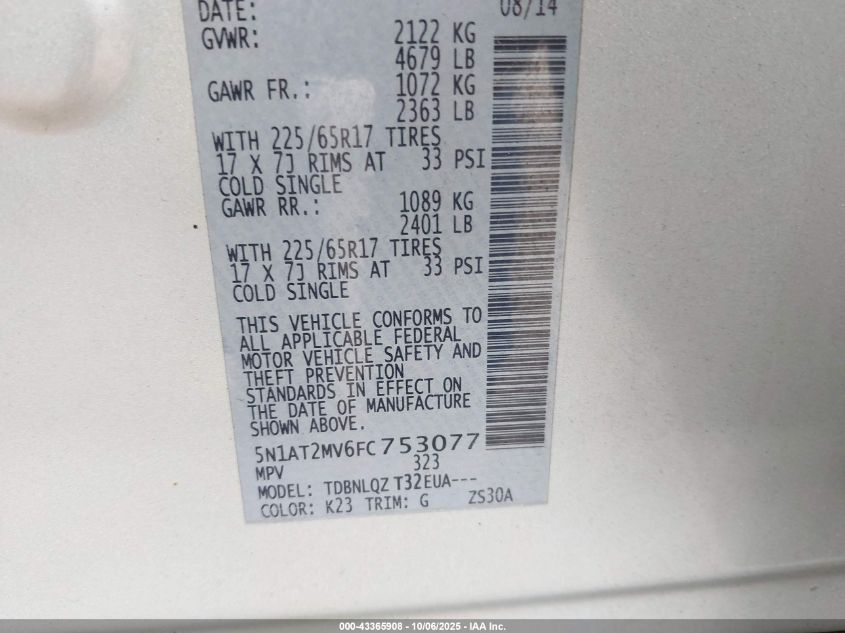 DATE: 08/14
GVWR: 2122 KG
4679 LB
GAWR FR.: 1072 KG
2363 LB
WITH 225/65R17 TIRES
17 X 7J RIMS AT 33 PSI
COLD SINGLE
GAWR RR.: 1089 KG
2401 LB
WITH 225/65R17 TIRES
17 X 7J RIMS AT 33 PSI
COLD SINGLE
THIS VEHICLE CONFORMS TO
ALL APPLICABLE FEDERAL
MOTOR VEHICLE SAFETY AND
THEFT PREVENTION
STANDARDS IN EFFECT ON
THE DATE OF MANUFACTURE
SHOWN ABOVE.
5N1AT2MV6FC753077
MPV 323
MODEL: TDBNLQZ T32EUA---
COLOR: K23 TRIM: G ZS30A
000-43365908 - 10/06/2025 - IAA Inc.